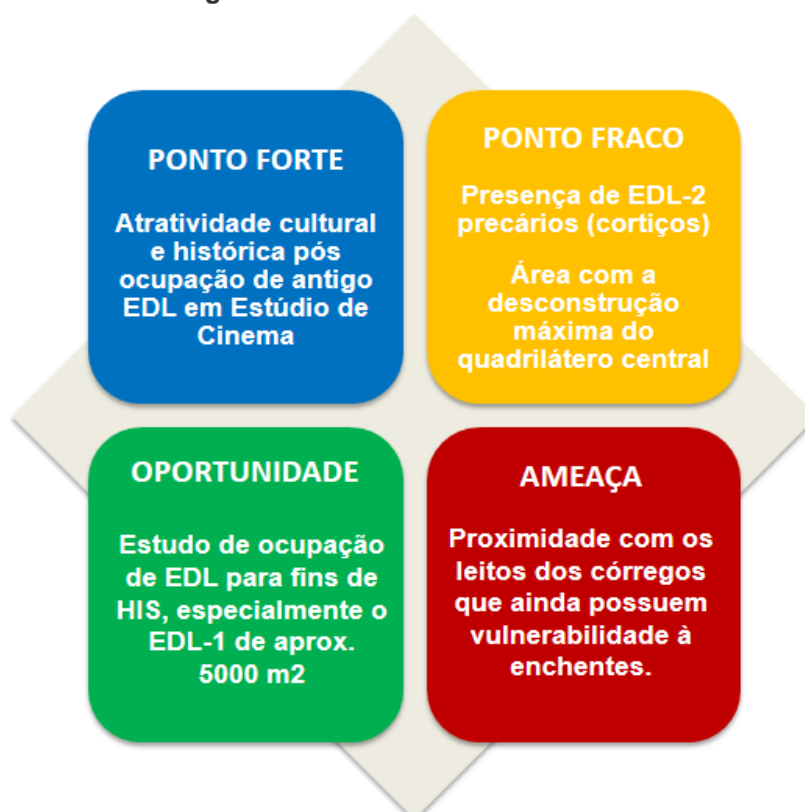 PONTO FORTE
Atratividade cultural
e histórica pós
ocupação de antigo
EDL em Estúdio de
Cinema
PONTO FRACO
Presença de EDL-2
precários (cortiços)
Área com a
desconstrução
máxima do
quadrilátero central
OPORTUNIDADE
Estudo de ocupação
de EDL para fins de
HIS, especialmente o
EDL-1 de aprox.
5000 m2
AMEAÇA
Proximidade com os
leitos dos córregos
que ainda possuem
vulnerabilidade à
enchentes.